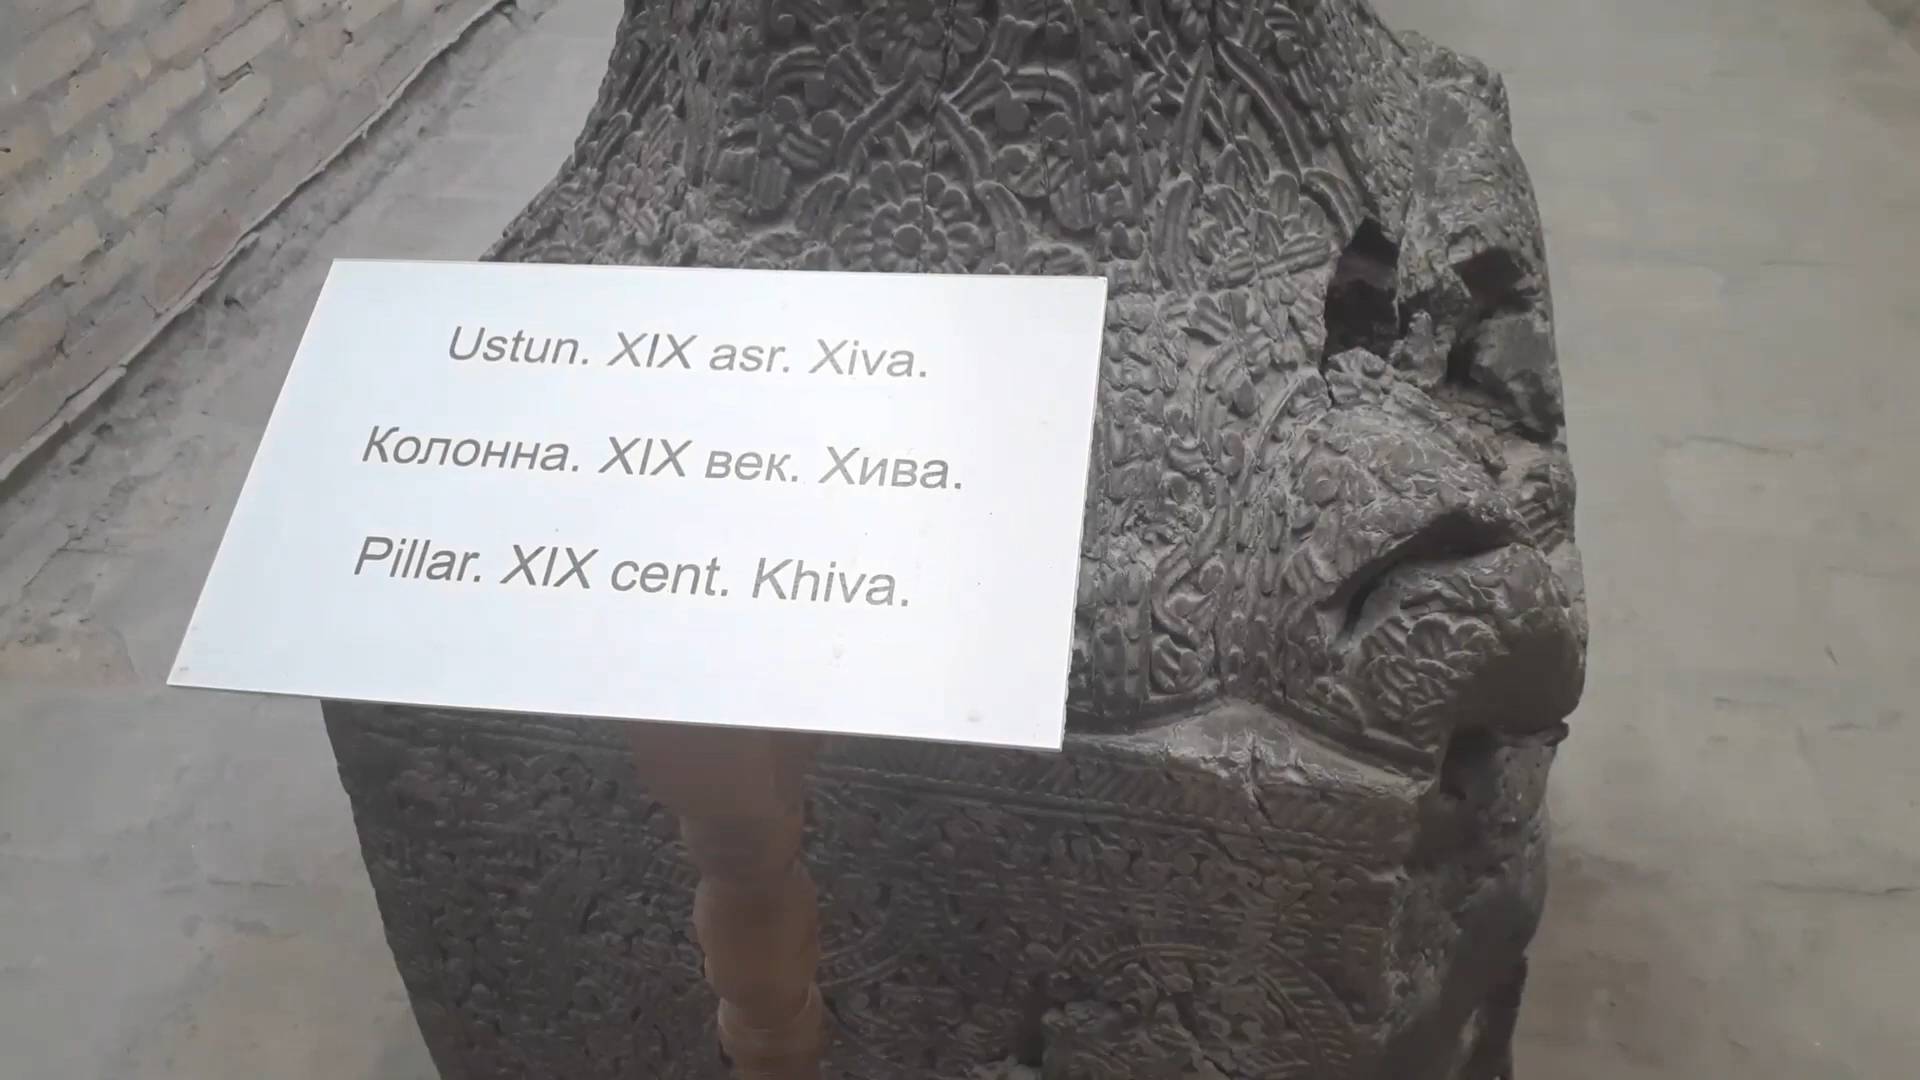 Ustun. XIX asr. Xiva.
Колонна. XIX век. Хива.
Pillar. XIX cent. Khiva.